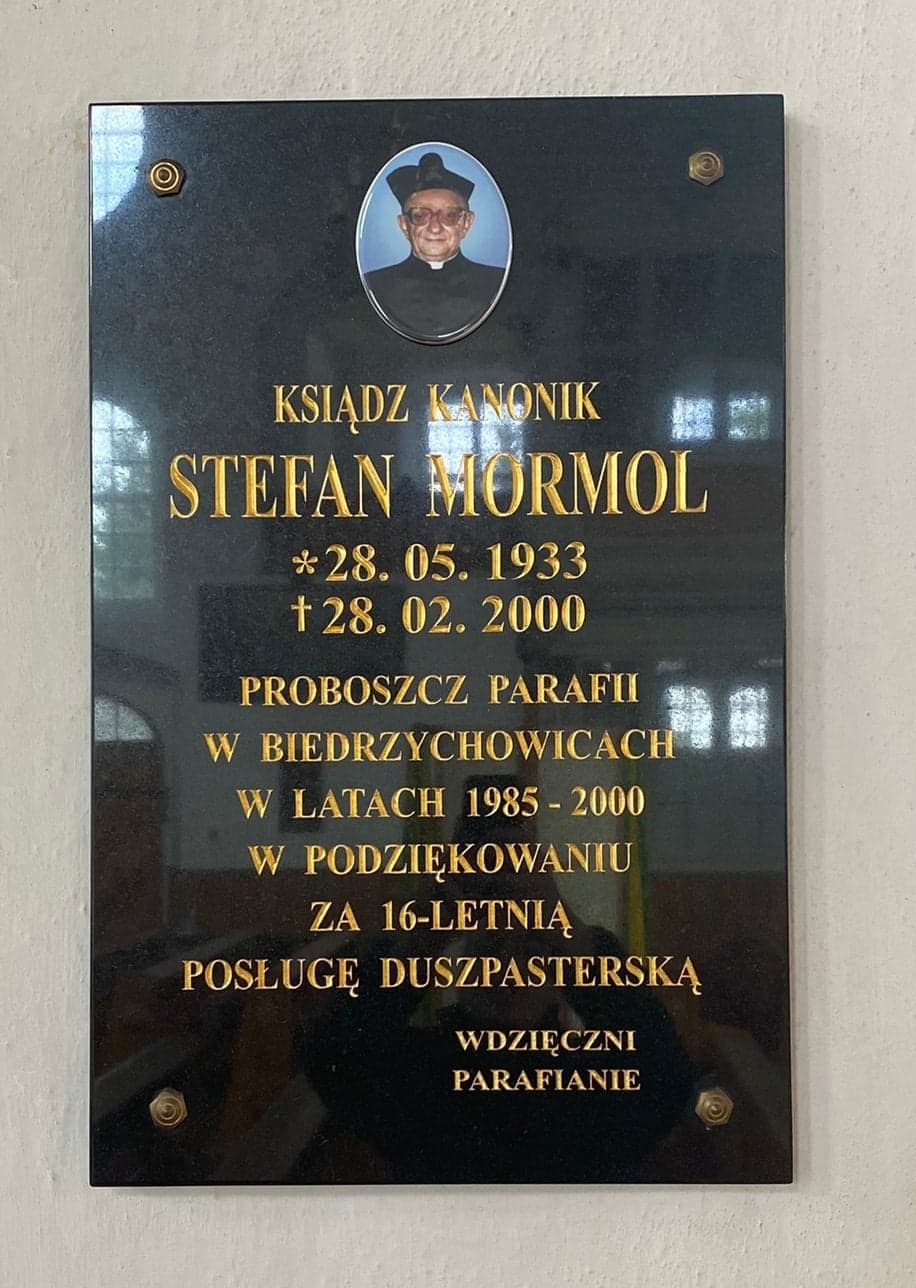 KSIĄDZ KANONIK
STEFAN MORMOL
*28. 05. 1933
†28. 02. 2000
PROBOSZCZ PARAFII
W BIEDRZYCHOWICACH
W LATACH 1985 - 2000
W PODZIĘKOWANIU
ZA 16-LETNIĄ
POSŁUGĘ DUSZPASTERSKĄ
WDZIĘCZNI
PARAFIANIE